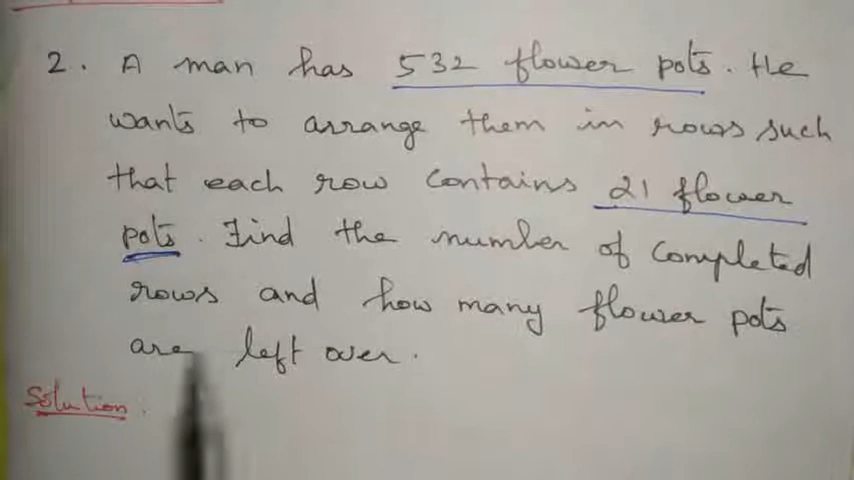 2. A man has 532 flower pots. He
wants to arrange them in rows such
that each row contains 21 flower
pots. Find the number of completed
rows and how many flower pots
are left over.
Solution.